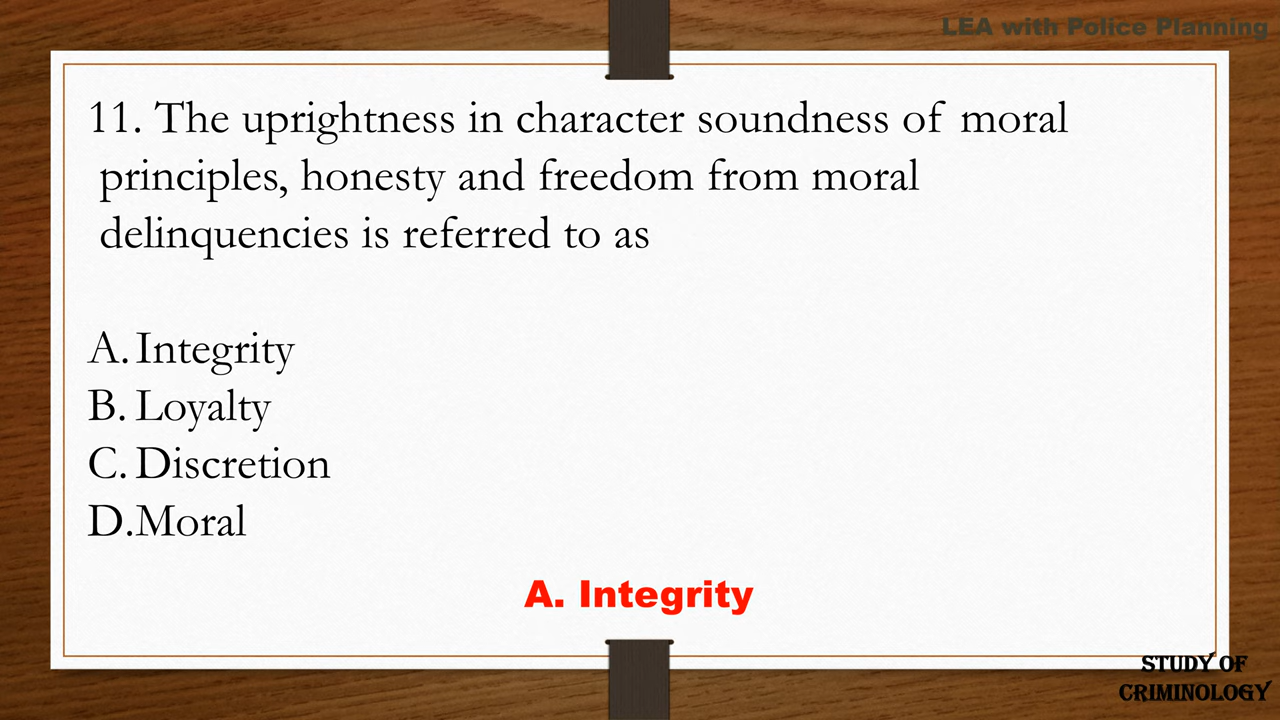 LEA with Police Planning
11. The uprightness in character soundness of moral
principles, honesty and freedom from moral
delinquencies is referred to as
A. Integrity
B. Loyalty
C. Discretion
D.Moral
A. Integrity
STUDY OF
CRIMINOLOGY